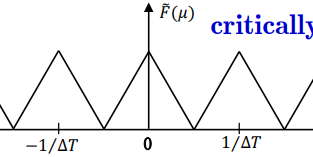 F̃(μ)
critically
−1/ΔT
0
1/ΔT